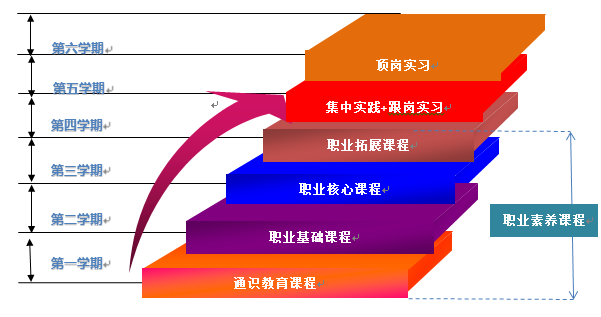 第六学期
顶岗实习
第五学期
集中实践+跟岗实习
第四学期
职业拓展课程
第三学期
职业核心课程
第二学期
职业素养课程
职业基础课程
第一学期
通识教育课程